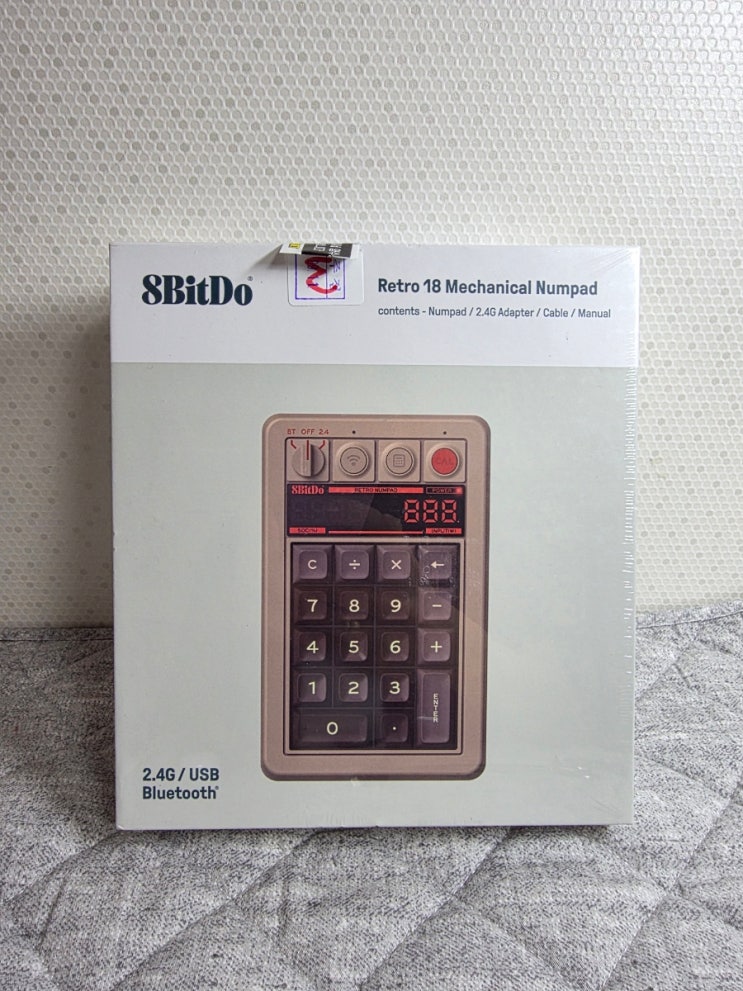 8BitDo®
Retro 18 Mechanical Numpad
contents - Numpad / 2.4G Adapter / Cable / Manual
BT OFF 2.4
CAL
8BitDo RETRO NUMPAD
888.
C ÷ × ←
7 8 9 -
4 5 6 +
1 2 3
ENTER
0 .
2.4G / USB
Bluetooth®